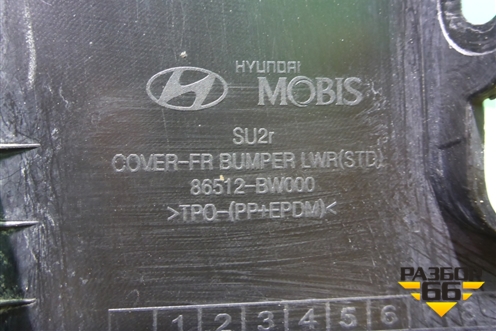 HYUNDAI
MOBIS
SU2r
COVER-FR BUMPER LWR(STD)
86512-BW000
>TPO-(PP+EPDM)<
1 2 3 4 5 6
РАЗБОР
66